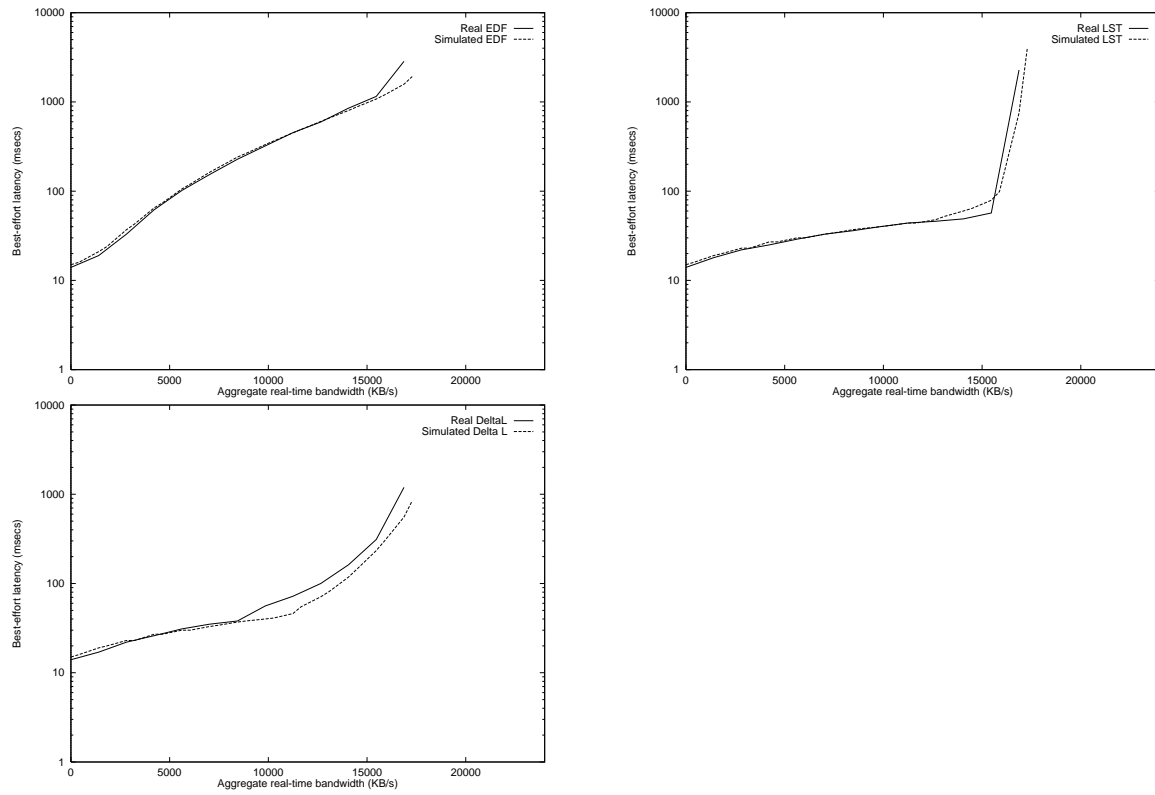 10000
1000
100
10
1
0
5000
10000
15000
20000
Best-effort latency (msecs)
Aggregate real-time bandwidth (KB/s)
Real EDF
Simulated EDF
10000
1000
100
10
1
0
5000
10000
15000
20000
Best-effort latency (msecs)
Aggregate real-time bandwidth (KB/s)
Real LST
Simulated LST
10000
1000
100
10
1
0
5000
10000
15000
20000
Best-effort latency (msecs)
Aggregate real-time bandwidth (KB/s)
Real DeltaL
Simulated Delta L